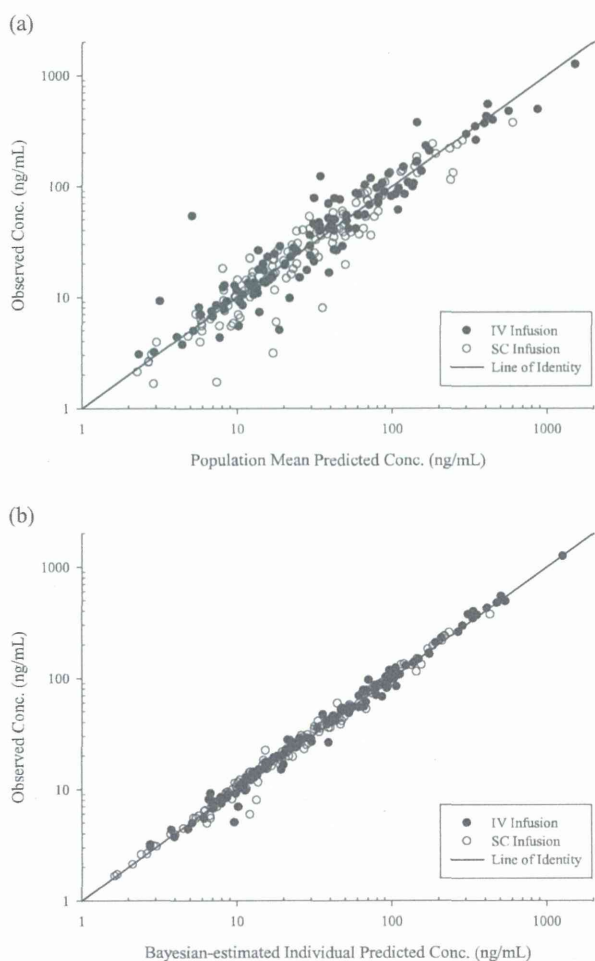 (a)
1000
100
10
1
Observed Conc. (ng/mL)
IV Infusion
SC Infusion
Line of Identity
1 10 100 1000
Population Mean Predicted Conc. (ng/mL)
(b)
1000
100
10
1
Observed Conc. (ng/mL)
IV Infusion
SC Infusion
Line of Identity
1 10 100 1000
Bayesian-estimated Individual Predicted Conc. (ng/mL)